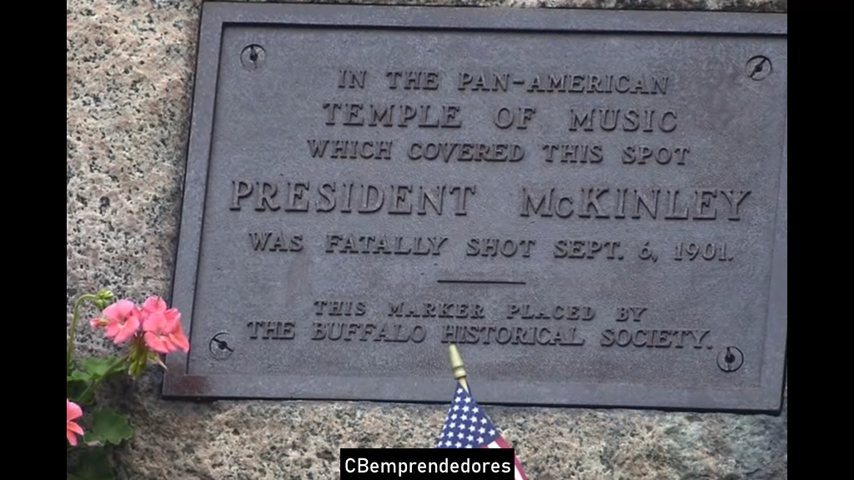 IN THE PAN-AMERICAN
TEMPLE OF MUSIC
WHICH COVERED THIS SPOT
PRESIDENT McKINLEY
WAS FATALLY SHOT SEPT. 6, 1901.
THIS MARKER PLACED BY
THE BUFFALO HISTORICAL SOCIETY.
CBemprendedores